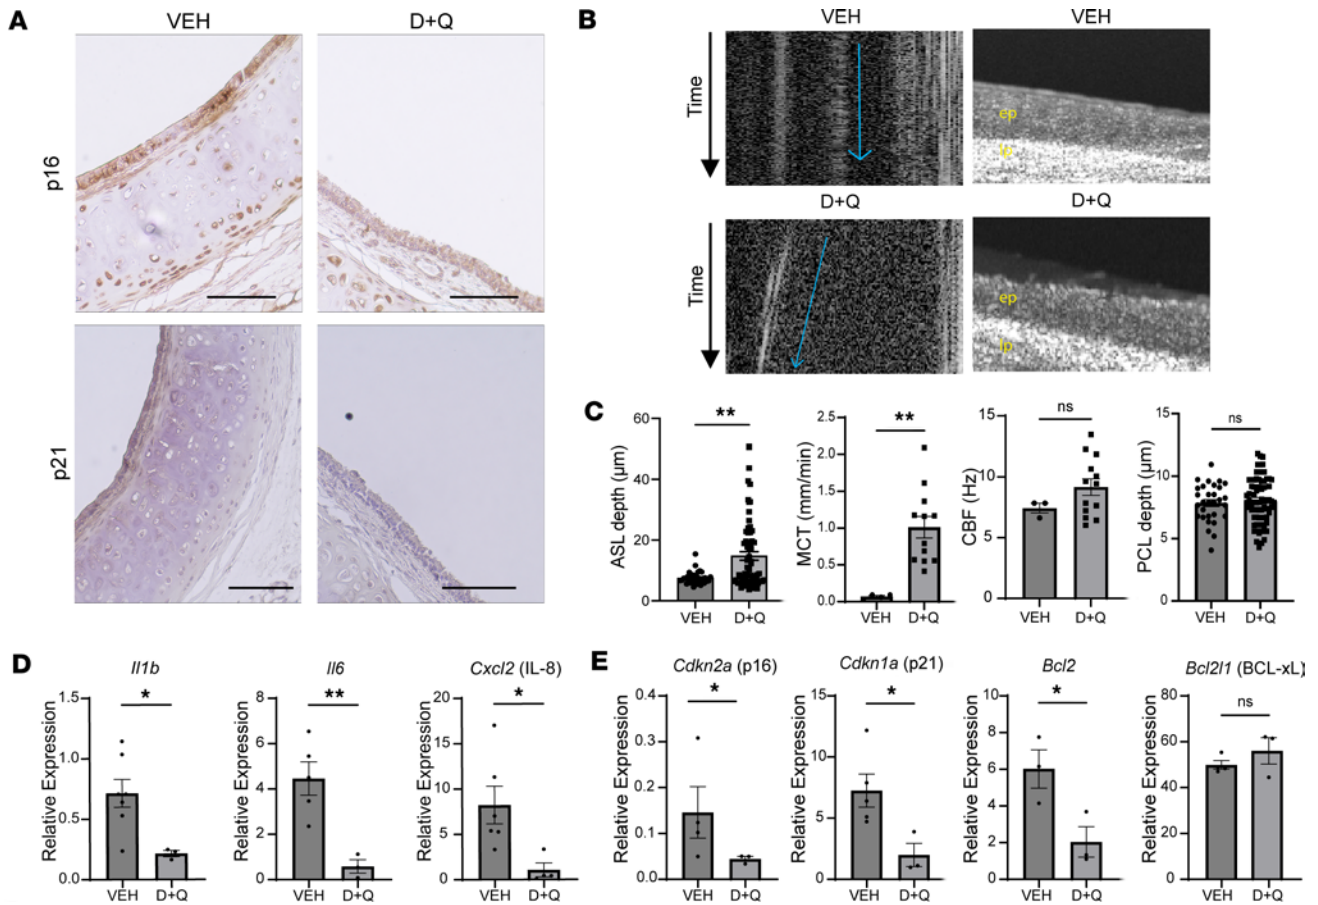 A
VEH
D+Q
p16
p21
B
VEH
VEH
Time
ep
lp
D+Q
D+Q
Time
ep
lp
C
60
40
20
0
ASL depth (μm)
**
VEH
D+Q
2.5
2.0
1.5
1.0
0.5
0.0
MCT (mm/min)
**
VEH
D+Q
15
10
5
0
CBF (Hz)
ns
VEH
D+Q
15
10
5
0
PCL depth (μm)
ns
VEH
D+Q
D
Il1b
1.5
1.0
0.5
0.0
Relative Expression
*
VEH
D+Q
Il6
8
6
4
2
0
Relative Expression
**
VEH
D+Q
Cxcl2 (IL-8)
20
15
10
5
0
Relative Expression
*
VEH
D+Q
E
Cdkn2a (p16)
0.4
0.3
0.2
0.1
0.0
Relative Expression
*
VEH
D+Q
Cdkn1a (p21)
15
10
5
0
Relative Expression
*
VEH
D+Q
Bcl2
10
8
6
4
2
0
Relative Expression
*
VEH
D+Q
Bcl2l1 (BCL-xL)
80
60
40
20
0
Relative Expression
ns
VEH
D+Q